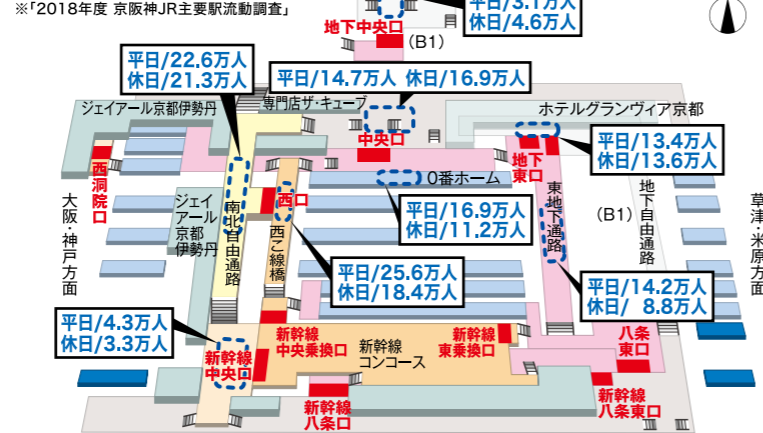 ※「2018年度 京阪神JR主要駅流動調査」
平日/3.1万人
休日/4.6万人
地下中央口
(B1)
平日/22.6万人
休日/21.3万人
平日/14.7万人 休日/16.9万人
ジェイアール京都伊勢丹
専門店ザ・キューブ
ホテルグランヴィア京都
中央口
平日/13.4万人
休日/13.6万人
地下
東口
西洞院口
0番ホーム
大阪・神戸方面
ジェイ
アール
京都
伊勢丹
南北自由通路
西口
西こ線橋
平日/16.9万人
休日/11.2万人
東地下通路
(B1)
地下自由通路
草津・米原方面
平日/25.6万人
休日/18.4万人
平日/14.2万人
休日/ 8.8万人
平日/4.3万人
休日/3.3万人
新幹線
中央口
新幹線
中央乗換口
新幹線
コンコース
新幹線
東乗換口
八条
東口
新幹線
八条口
新幹線
八条東口